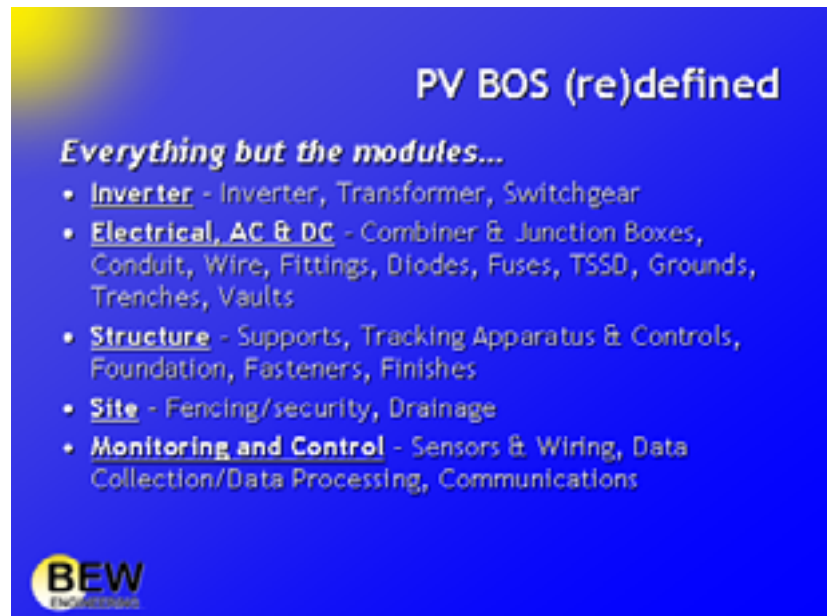 PV BOS (re)defined
Everything but the modules...
• Inverter - Inverter, Transformer, Switchgear
• Electrical, AC & DC - Combiner & Junction Boxes,
Conduit, Wire, Fittings, Diodes, Fuses, TSSD, Grounds,
Trenches, Vaults
• Structure - Supports, Tracking Apparatus & Controls,
Foundation, Fasteners, Finishes
• Site - Fencing/security, Drainage
• Monitoring and Control - Sensors & Wiring, Data
Collection/Data Processing, Communications
BEW
ENGINEERING